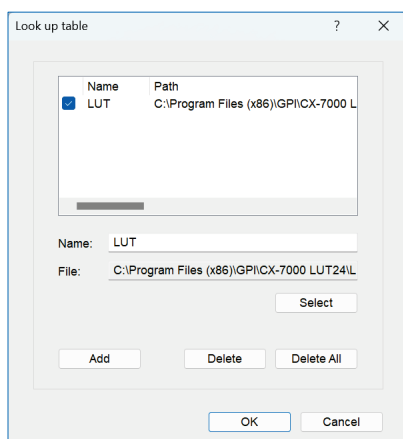 Look up table ?
Name Path
LUT C:\Program Files (x86)\GPI\CX-7000 L
Name: LUT
File: C:\Program Files (x86)\GPI\CX-7000 LUT24\L
Select
Add Delete Delete All
OK Cancel